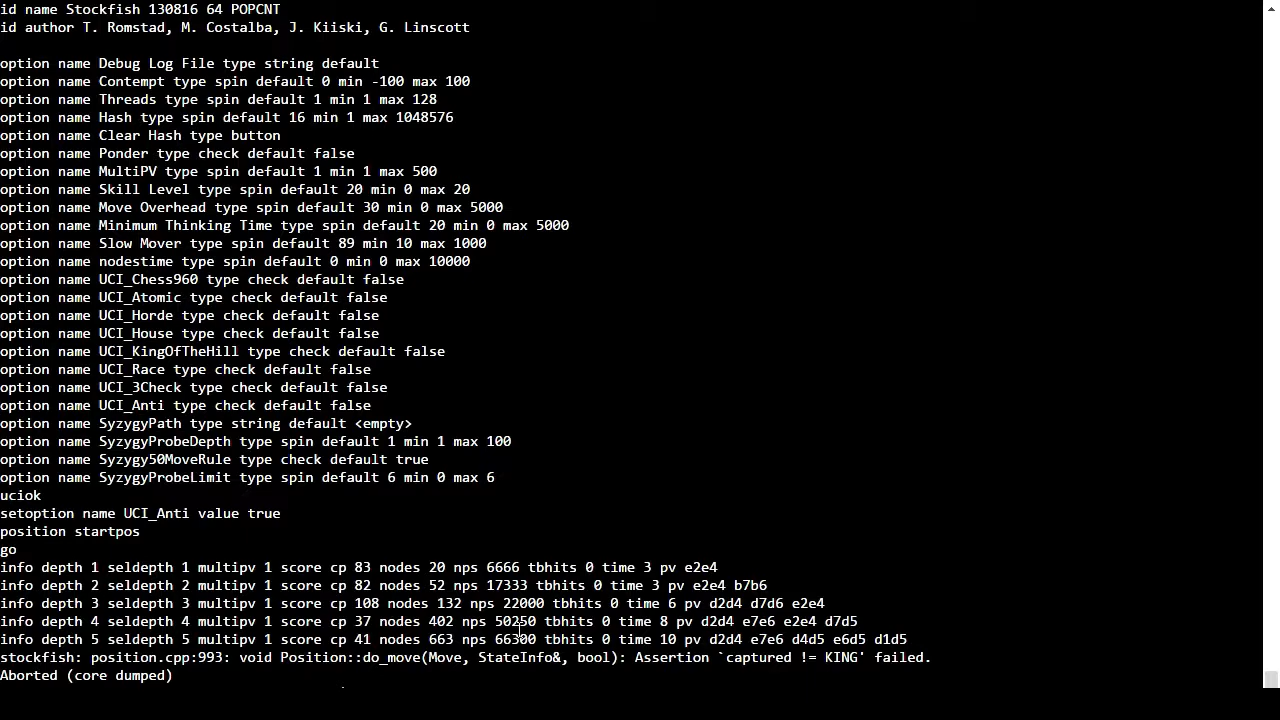 id name Stockfish 130816 64 POPCNT
id author T. Romstad, M. Costalba, J. Kiiski, G. Linscott
option name Debug Log File type string default
option name Contempt type spin default 0 min -100 max 100
option name Threads type spin default 1 min 1 max 128
option name Hash type spin default 16 min 1 max 1048576
option name Clear Hash type button
option name Ponder type check default false
option name MultiPV type spin default 1 min 1 max 500
option name Skill Level type spin default 20 min 0 max 20
option name Move Overhead type spin default 30 min 0 max 5000
option name Minimum Thinking Time type spin default 20 min 0 max 5000
option name Slow Mover type spin default 89 min 10 max 1000
option name nodestime type spin default 0 min 0 max 10000
option name UCI_Chess960 type check default false
option name UCI_Atomic type check default false
option name UCI_Horde type check default false
option name UCI_House type check default false
option name UCI_KingOfTheHill type check default false
option name UCI_Race type check default false
option name UCI_3Check type check default false
option name UCI_Anti type check default false
option name SyzygyPath type string default <empty>
option name SyzygyProbeDepth type spin default 1 min 1 max 100
option name Syzygy50MoveRule type check default true
option name SyzygyProbeLimit type spin default 6 min 0 max 6
uciok
setoption name UCI_Anti value true
position startpos
go
info depth 1 seldepth 1 multipv 1 score cp 83 nodes 20 nps 6666 tbhits 0 time 3 pv e2e4
info depth 2 seldepth 2 multipv 1 score cp 82 nodes 52 nps 17333 tbhits 0 time 3 pv e2e4 b7b6
info depth 3 seldepth 3 multipv 1 score cp 108 nodes 132 nps 22000 tbhits 0 time 6 pv d2d4 d7d6 e2e4
info depth 4 seldepth 4 multipv 1 score cp 37 nodes 402 nps 50250 tbhits 0 time 8 pv d2d4 e7e6 e2e4 d7d5
info depth 5 seldepth 5 multipv 1 score cp 41 nodes 663 nps 66300 tbhits 0 time 10 pv d2d4 e7e6 d4d5 e6d5 d1d5
stockfish: position.cpp:993: void Position::do_move(Move, StateInfo&, bool): Assertion `captured != KING' failed.
Aborted (core dumped)